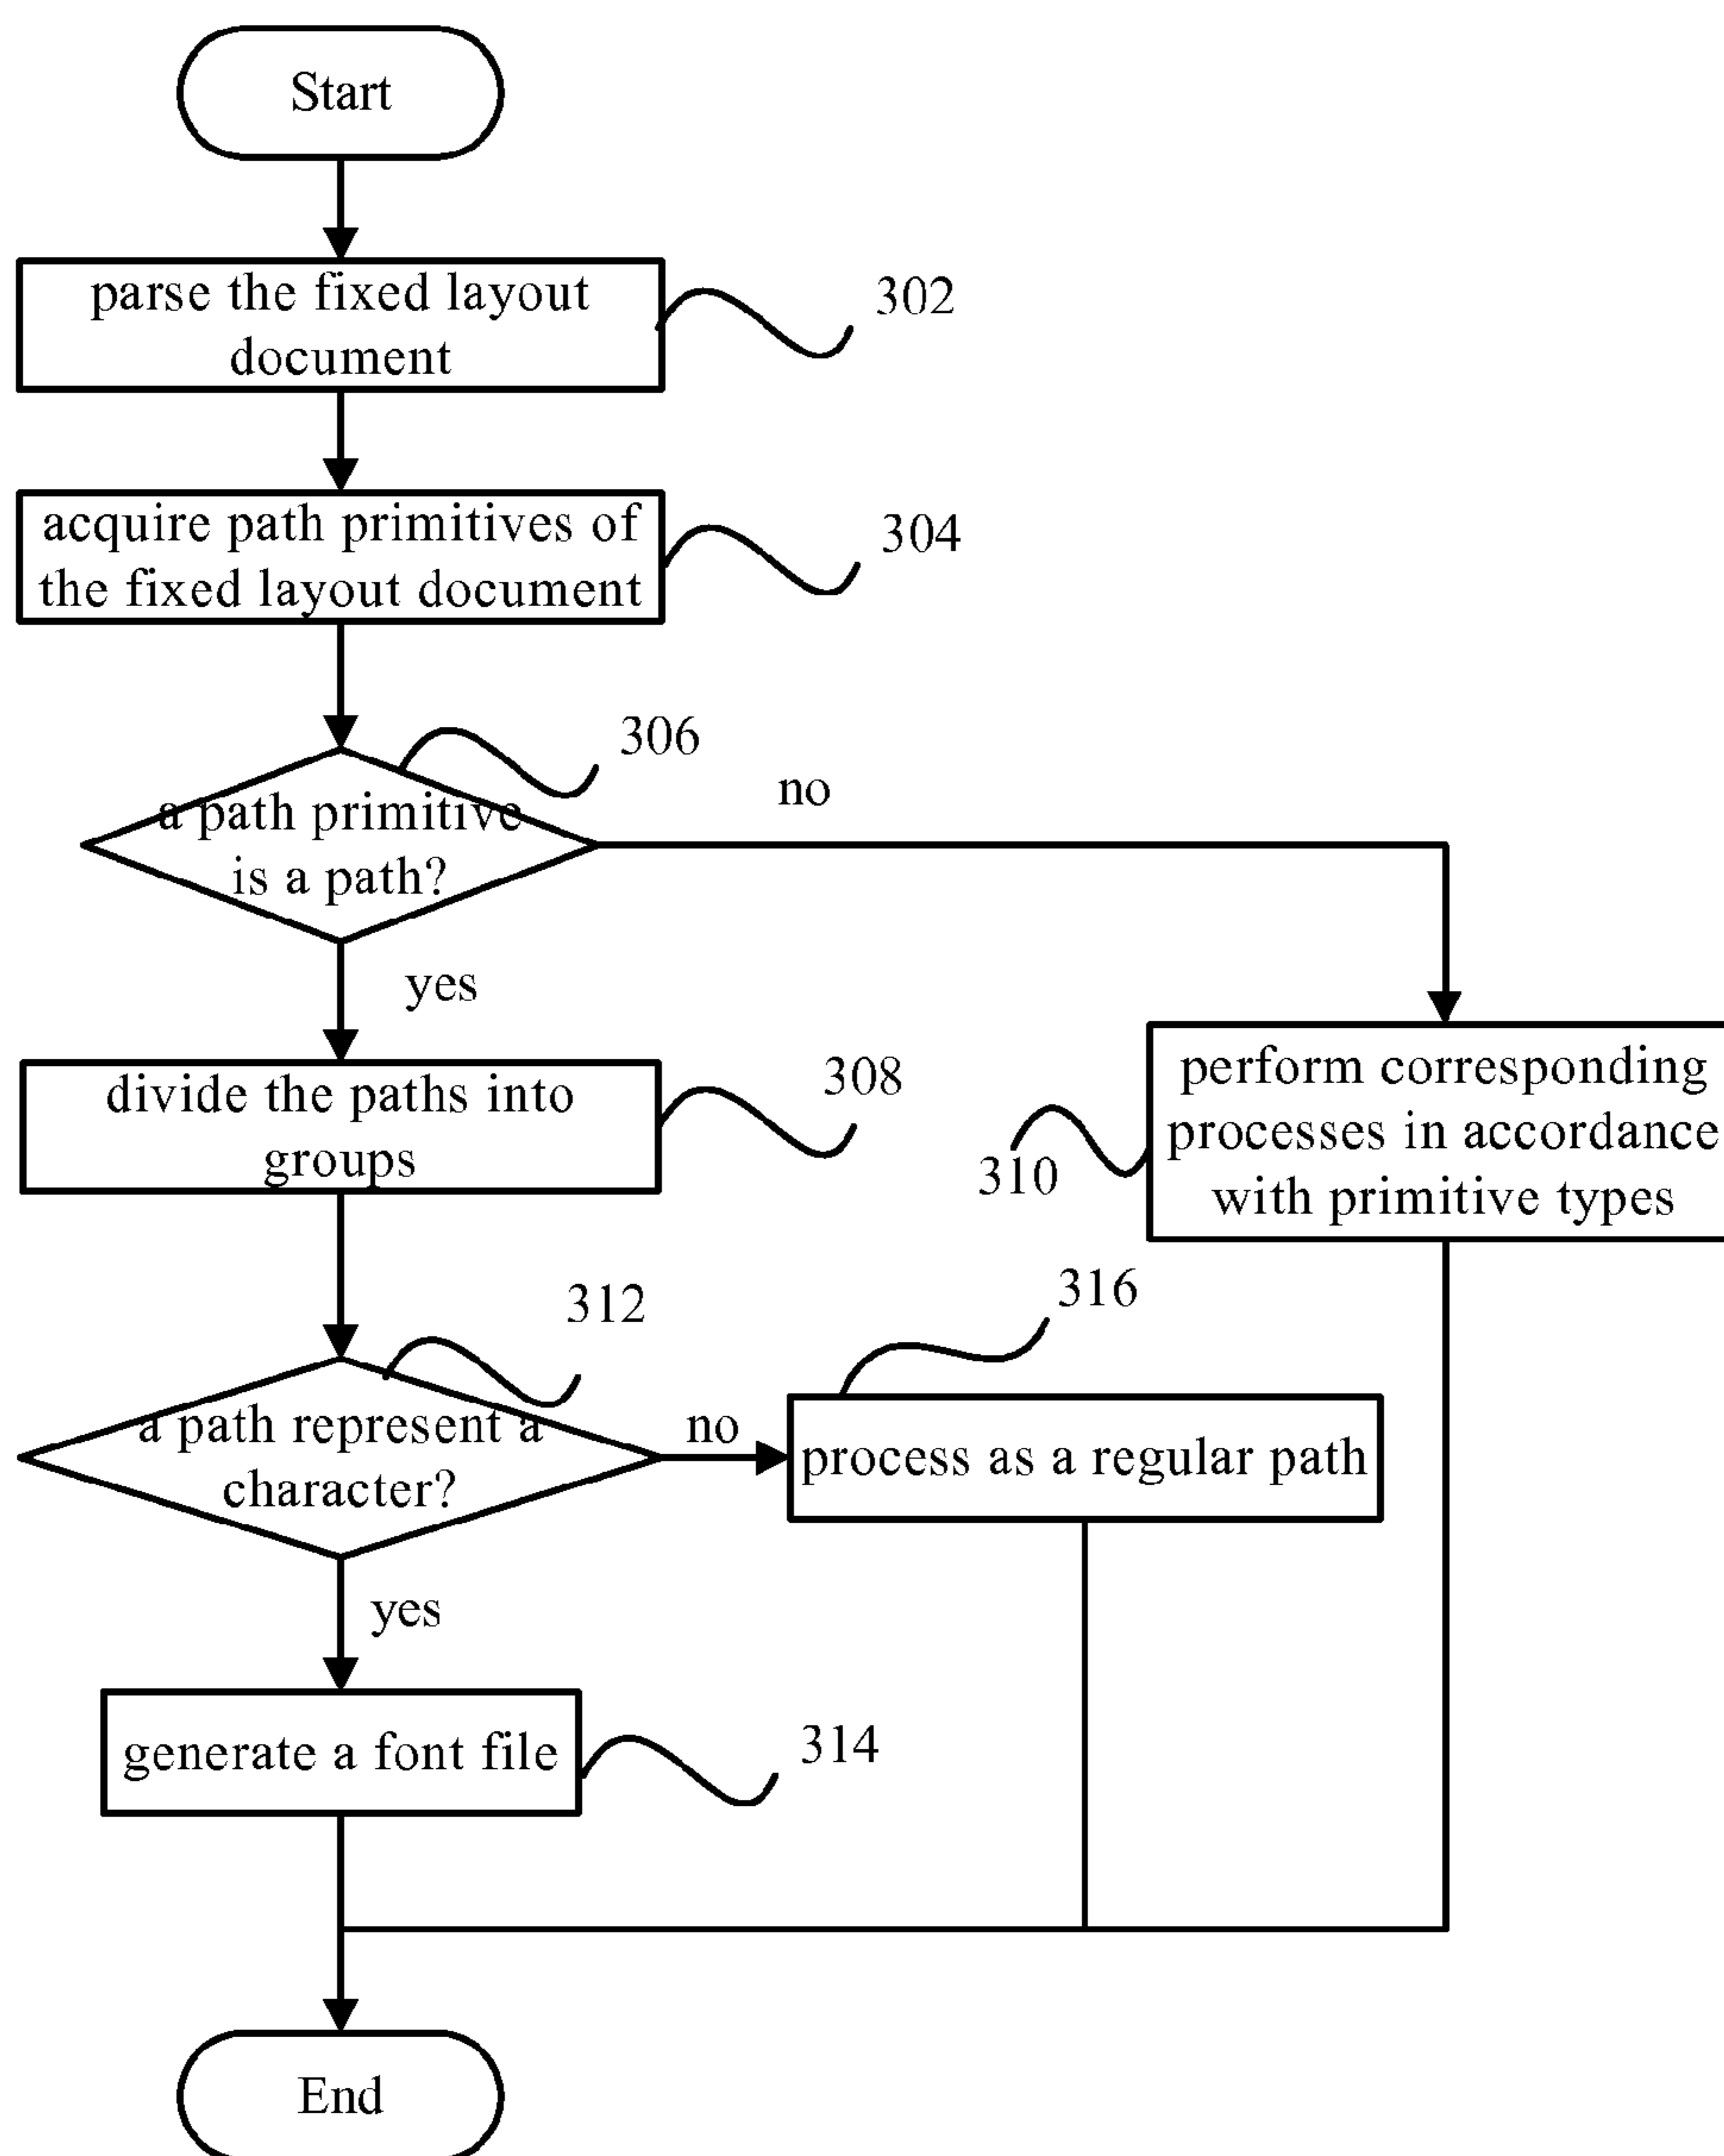 Start
parse the fixed layout
document
302
acquire path primitives of
the fixed layout document
304
306
a path primitive
is a path?
no
yes
divide the paths into
groups
308
perform corresponding
processes in accordance
with primitive types
310
312
a path represent a
character?
no
316
process as a regular path
yes
generate a font file
314
End